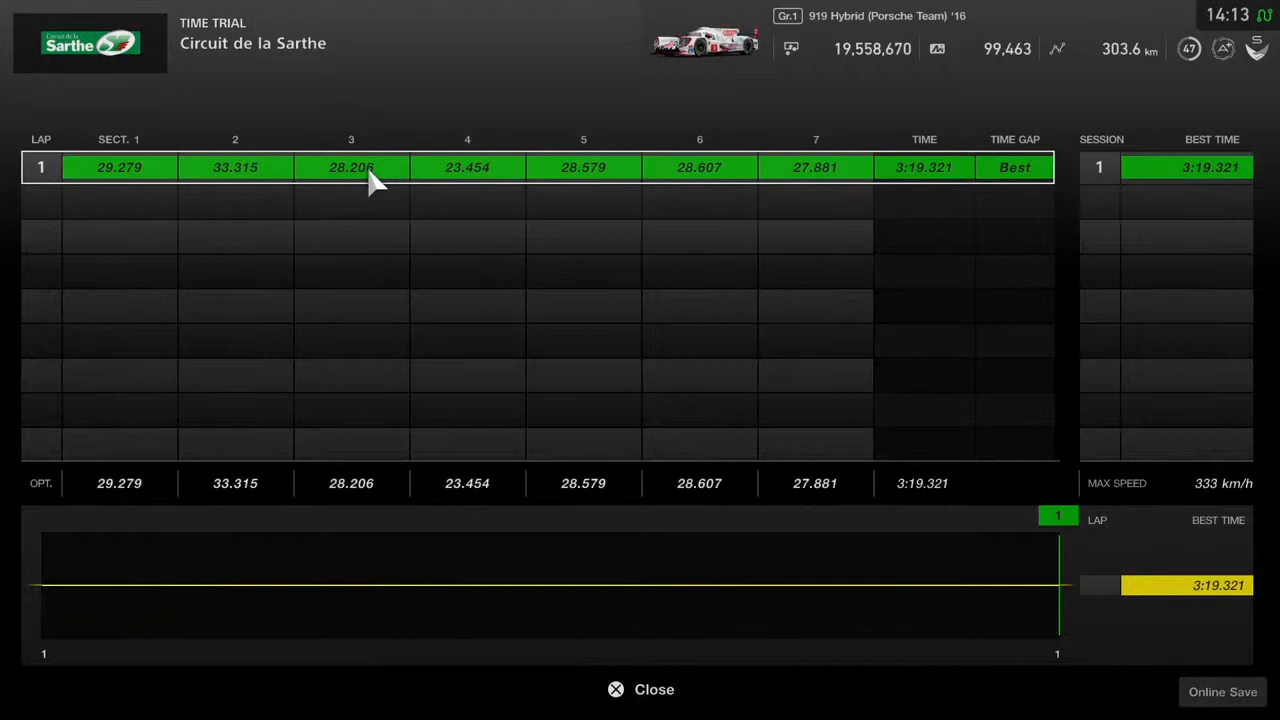 Circuit de la
Sarthe
TIME TRIAL
Circuit de la Sarthe
Gr.1 919 Hybrid (Porsche Team) '16
19,558,670 99,463 303.6 km 47 S
14:13
LAP SECT. 1 2 3 4 5 6 7 TIME TIME GAP
1 29.279 33.315 28.206 23.454 28.579 28.607 27.881 3:19.321 Best
OPT. 29.279 33.315 28.206 23.454 28.579 28.607 27.881 3:19.321
SESSION BEST TIME
1 3:19.321
MAX SPEED 333 km/h
1
LAP BEST TIME
3:19.321
1 1
Close
Online Save